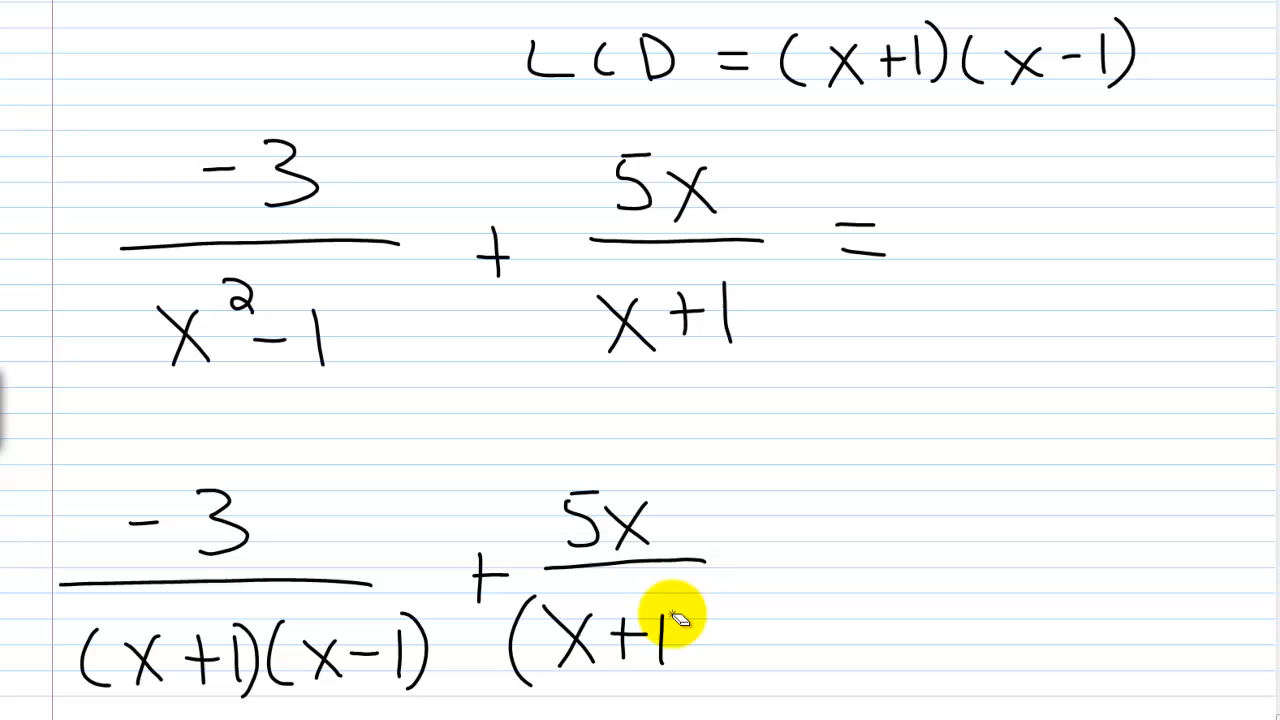 LCD = (x+1)(x-1)
-3 5x
+ =
x²-1 x+1
-3 5x
+
(x+1)(x-1) (x+1